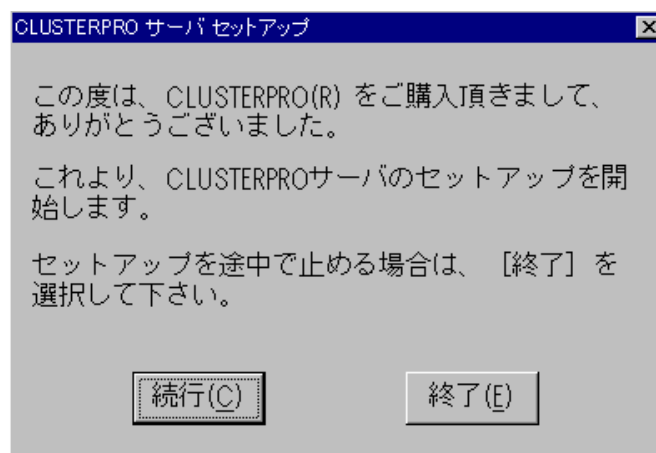 CLUSTERPRO サーバ セットアップ
この度は、CLUSTERPRO(R) をご購入頂きまして、
ありがとうございました。
これより、CLUSTERPROサーバのセットアップを開
始します。
セットアップを途中で止める場合は、 ［終了］ を
選択して下さい。
続行(C) 終了(E)